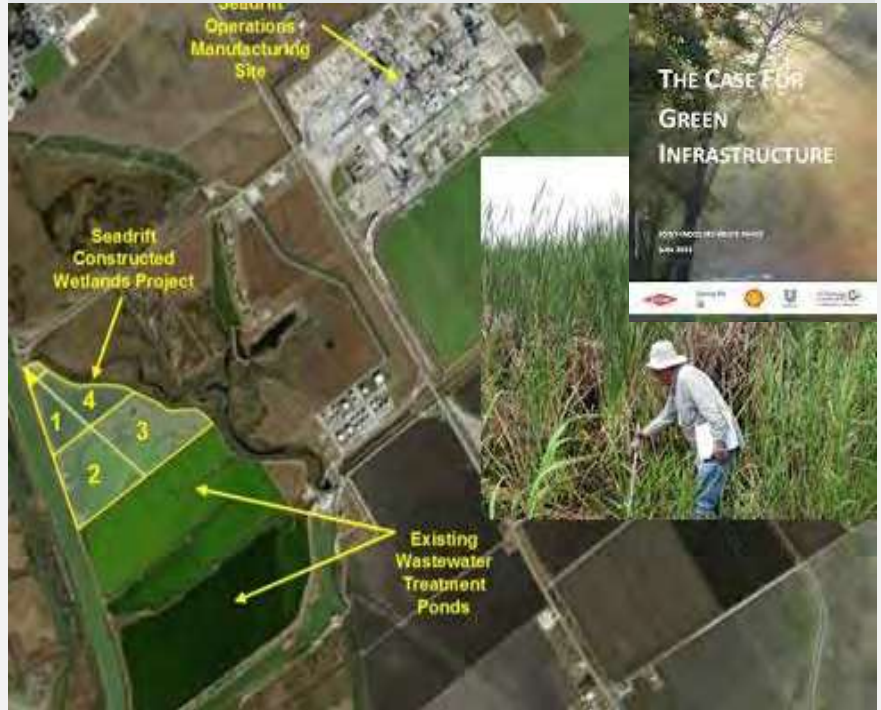 Seadrift
Operations
Manufacturing
Site
THE CASE FOR
GREEN
INFRASTRUCTURE
Seadrift
Constructed
Wetlands Project
1
4
3
2
Existing
Wastewater
Treatment
Ponds